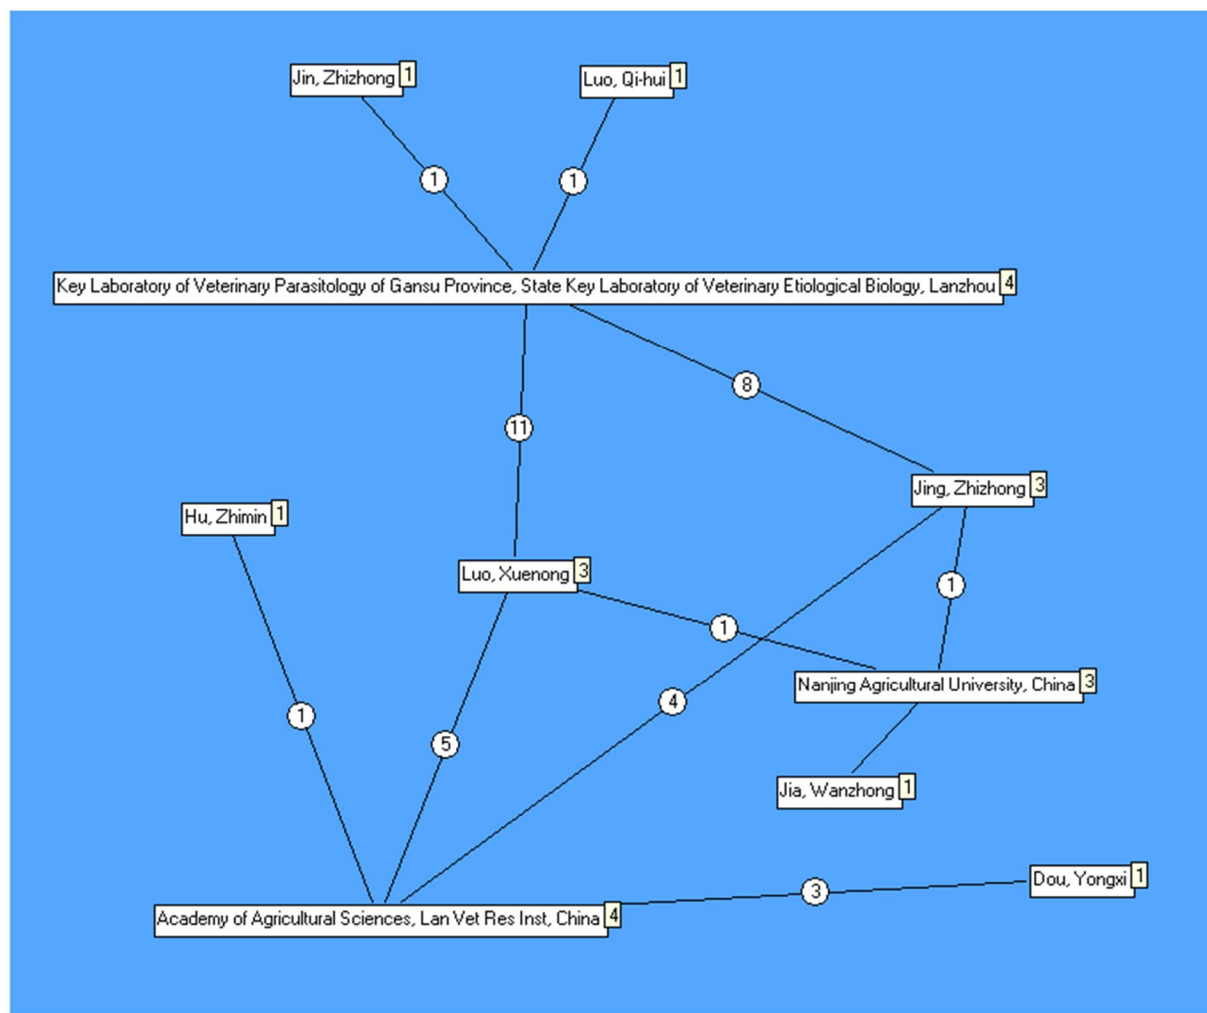 Jin, Zhizhong 1
Luo, Qi-hui 1
1
1
Key Laboratory of Veterinary Parasitology of Gansu Province, State Key Laboratory of Veterinary Etiological Biology, Lanzhou 4
8
11
Jing, Zhizhong 3
Hu, Zhimin 1
Luo, Xuenong 3
1
1
Nanjing Agricultural University, China 3
4
1
5
Jia, Wanzhong 1
Dou, Yongxi 1
3
Academy of Agricultural Sciences, Lan Vet Res Inst, China 4